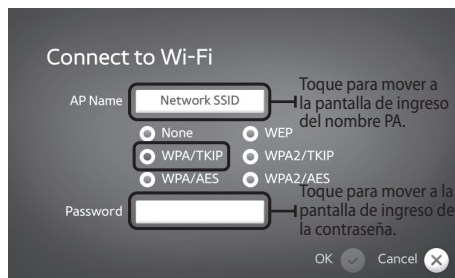 Connect to Wi-Fi
AP Name
Network SSID
Toque para mover a
la pantalla de ingreso
del nombre PA.
None
WEP
WPA/TKIP
WPA2/TKIP
WPA/AES
WPA2/AES
Password
Toque para mover a la
pantalla de ingreso de
la contraseña.
OK
Cancel